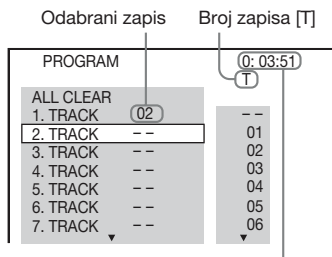 Odabrani zapis Broj zapisa [T]
PROGRAM 0: 03:51
T
ALL CLEAR
1. TRACK 02 – –
2. TRACK – – 01
3. TRACK – – 02
4. TRACK – – 03
5. TRACK – – 04
6. TRACK – – 05
7. TRACK – – 06